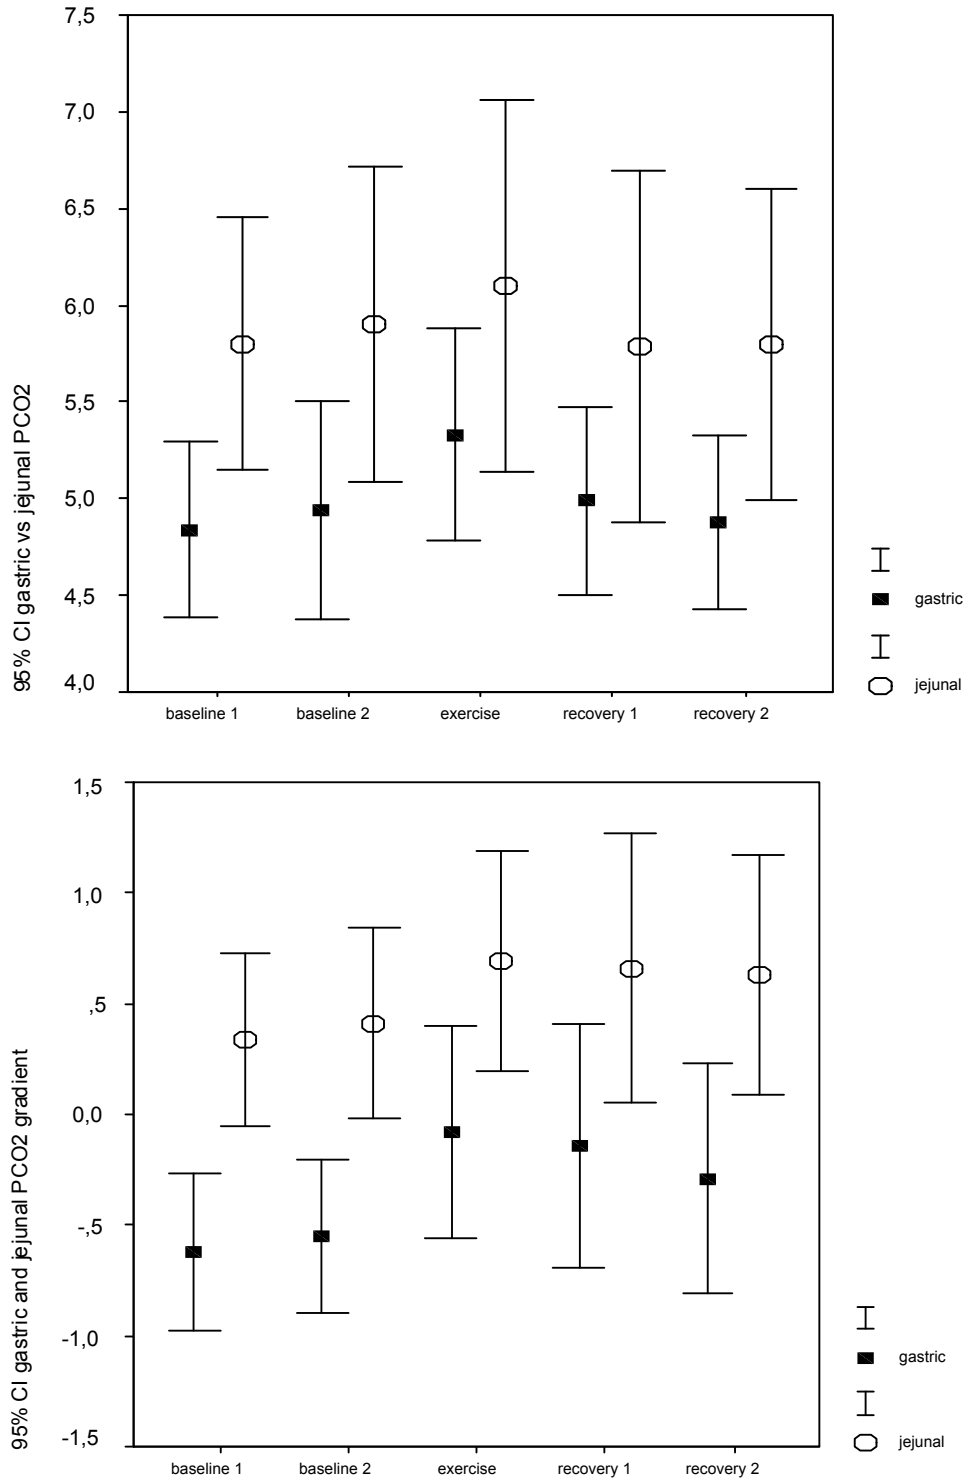 7,5
7,0
6,5
6,0
5,5
5,0
4,5
4,0
95% CI gastric vs jejunal PCO2
baseline 1 baseline 2 exercise recovery 1 recovery 2
gastric
jejunal
1,5
1,0
,5
0,0
-,5
-1,0
-1,5
95% CI gastric and jejunal PCO2 gradient
baseline 1 baseline 2 exercise recovery 1 recovery 2
gastric
jejunal